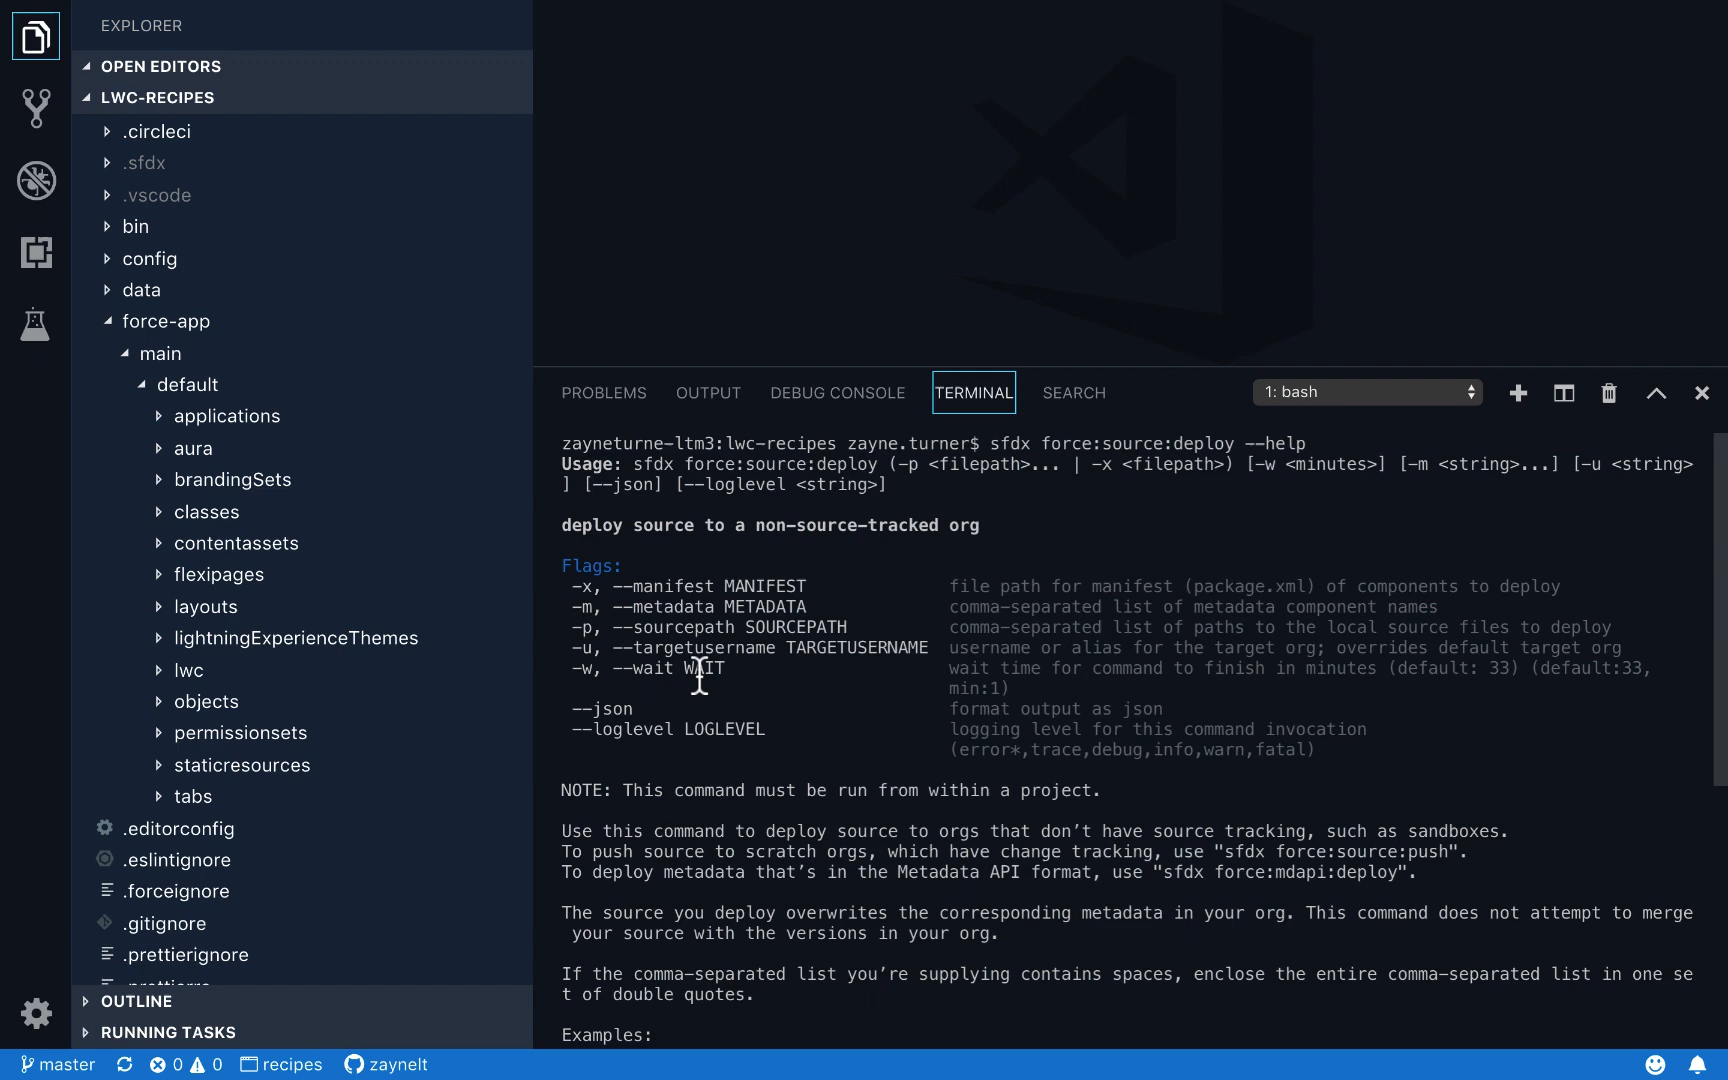 EXPLORER
OPEN EDITORS
LWC-RECIPES
.circleci
.sfdx
.vscode
bin
config
data
force-app
main
default
applications
aura
brandingSets
classes
contentassets
flexipages
layouts
lightningExperienceThemes
lwc
objects
permissionsets
staticresources
tabs
.editorconfig
.eslintignore
.forceignore
.gitignore
.prettierignore
OUTLINE
RUNNING TASKS
PROBLEMS OUTPUT DEBUG CONSOLE TERMINAL SEARCH 1: bash
zayneturne-ltm3:lwc-recipes zayne.turner$ sfdx force:source:deploy --help
Usage: sfdx force:source:deploy (-p <filepath>... | -x <filepath>) [-w <minutes>] [-m <string>...] [-u <string>
] [--json] [--loglevel <string>]
deploy source to a non-source-tracked org
Flags:
-x, --manifest MANIFEST file path for manifest (package.xml) of components to deploy
-m, --metadata METADATA comma-separated list of metadata component names
-p, --sourcepath SOURCEPATH comma-separated list of paths to the local source files to deploy
-u, --targetusername TARGETUSERNAME username or alias for the target org; overrides default target org
-w, --wait WAIT wait time for command to finish in minutes (default: 33) (default:33,
min:1)
--json format output as json
--loglevel LOGLEVEL logging level for this command invocation
(error*,trace,debug,info,warn,fatal)
NOTE: This command must be run from within a project.
Use this command to deploy source to orgs that don’t have source tracking, such as sandboxes.
To push source to scratch orgs, which have change tracking, use "sfdx force:source:push".
To deploy metadata that’s in the Metadata API format, use "sfdx force:mdapi:deploy".
The source you deploy overwrites the corresponding metadata in your org. This command does not attempt to merge
your source with the versions in your org.
If the comma-separated list you’re supplying contains spaces, enclose the entire comma-separated list in one se
t of double quotes.
Examples:
master 0 0 recipes zaynelt